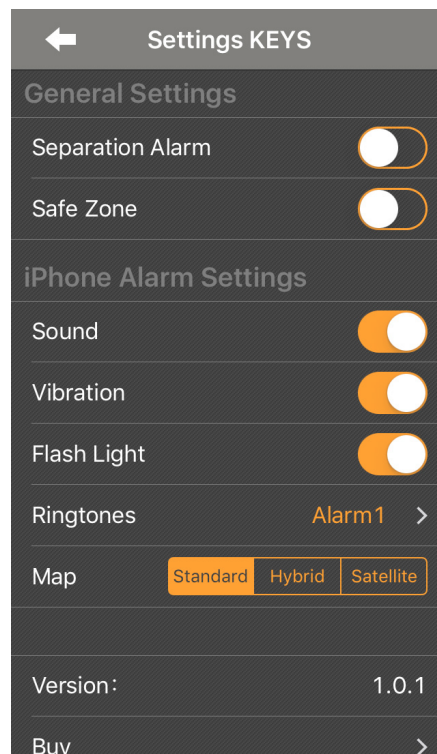 Settings KEYS
General Settings
Separation Alarm
Safe Zone
iPhone Alarm Settings
Sound
Vibration
Flash Light
Ringtones Alarm1
Map Standard Hybrid Satellite
Version: 1.0.1
Buy